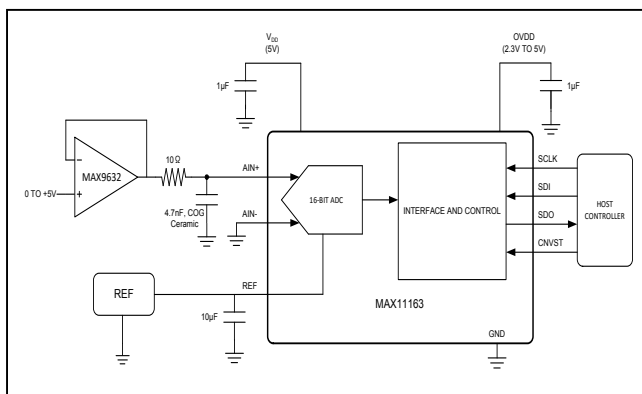 VDD
(5V)
OVDD
(2.3V TO 5V)
1µF
1µF
MAX9632
0 TO +5V
10Ω
4.7nF, COG
Ceramic
AIN+
AIN-
16-BIT ADC
INTERFACE AND CONTROL
SCLK
SDI
SDO
CNVST
HOST
CONTROLLER
REF
REF
10µF
MAX11163
GND